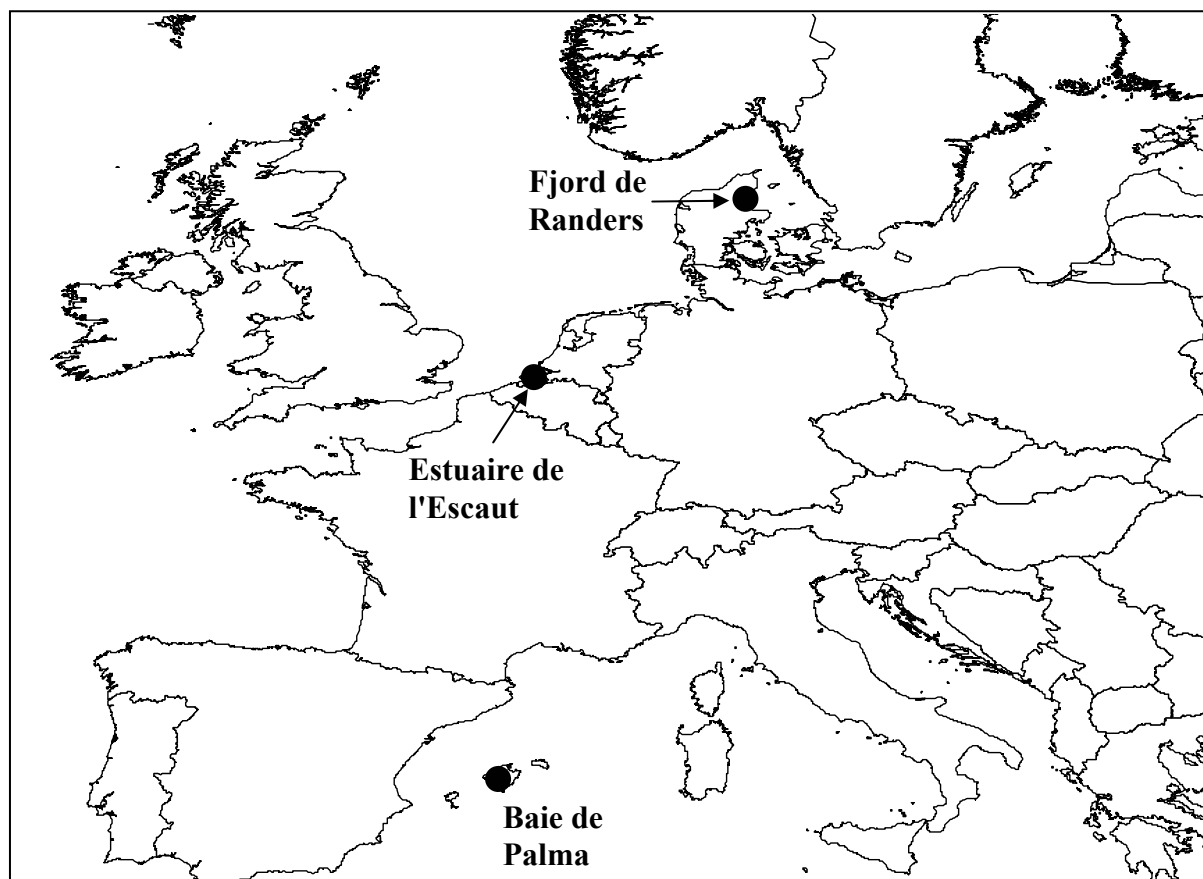 Fjord de
Randers
Estuaire de
l'Escaut
Baie de
Palma